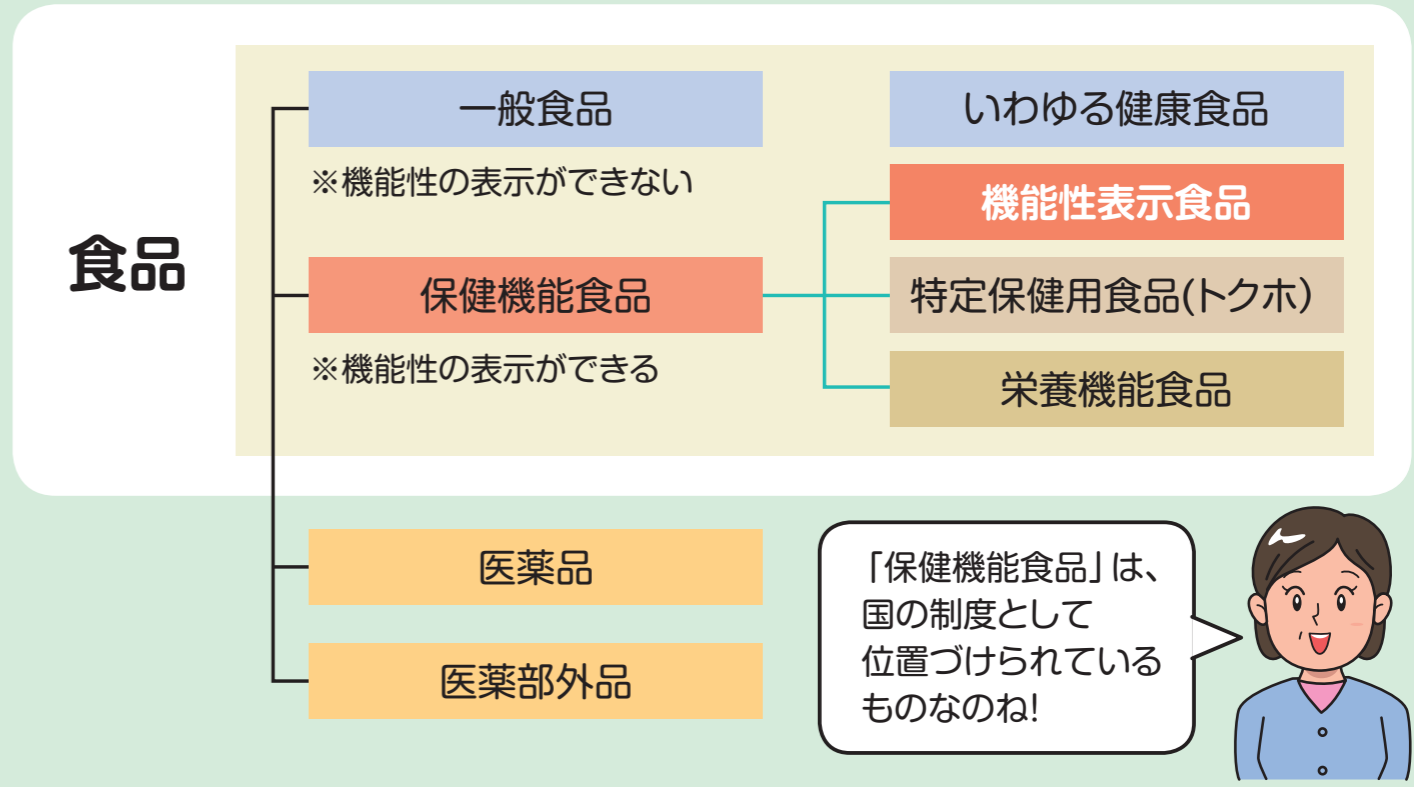 食品
一般食品
※機能性の表示ができない
保健機能食品
※機能性の表示ができる
いわゆる健康食品
機能性表示食品
特定保健用食品(トクホ)
栄養機能食品
医薬品
医薬部外品
「保健機能食品」は、
国の制度として
位置づけられている
ものなのね!